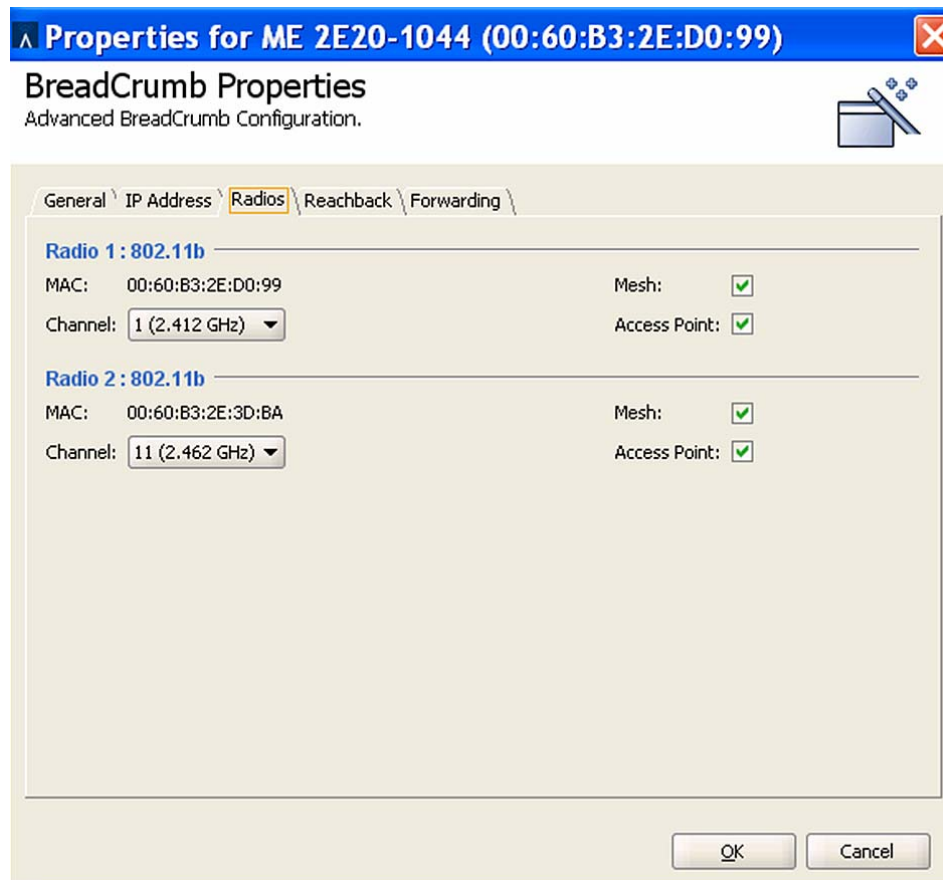 Properties for ME 2E20-1044 (00:60:B3:2E:D0:99)
BreadCrumb Properties
Advanced BreadCrumb Configuration.
General IP Address Radios Reachback Forwarding
Radio 1 : 802.11b
MAC: 00:60:B3:2E:D0:99 Mesh:
Channel: 1 (2.412 GHz) Access Point:
Radio 2 : 802.11b
MAC: 00:60:B3:2E:3D:BA Mesh:
Channel: 11 (2.462 GHz) Access Point:
OK Cancel